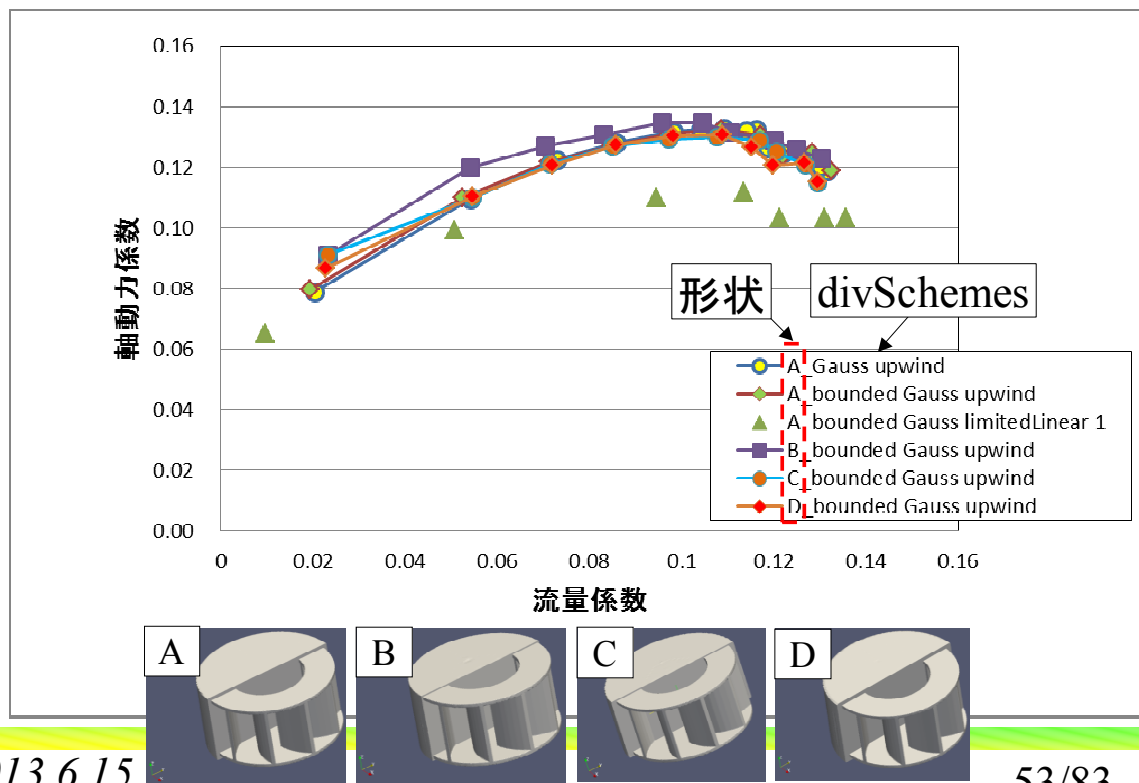 0.16
0.14
0.12
0.10
0.08
0.06
0.04
0.02
0.00
軸動力係数
0 0.02 0.04 0.06 0.08 0.1 0.12 0.14 0.16
流量係数
形状
divSchemes
A_Gauss upwind
A_bounded Gauss upwind
A_bounded Gauss limitedLinear 1
B_bounded Gauss upwind
C_bounded Gauss upwind
D_bounded Gauss upwind
A
B
C
D
013.6.15
53/83